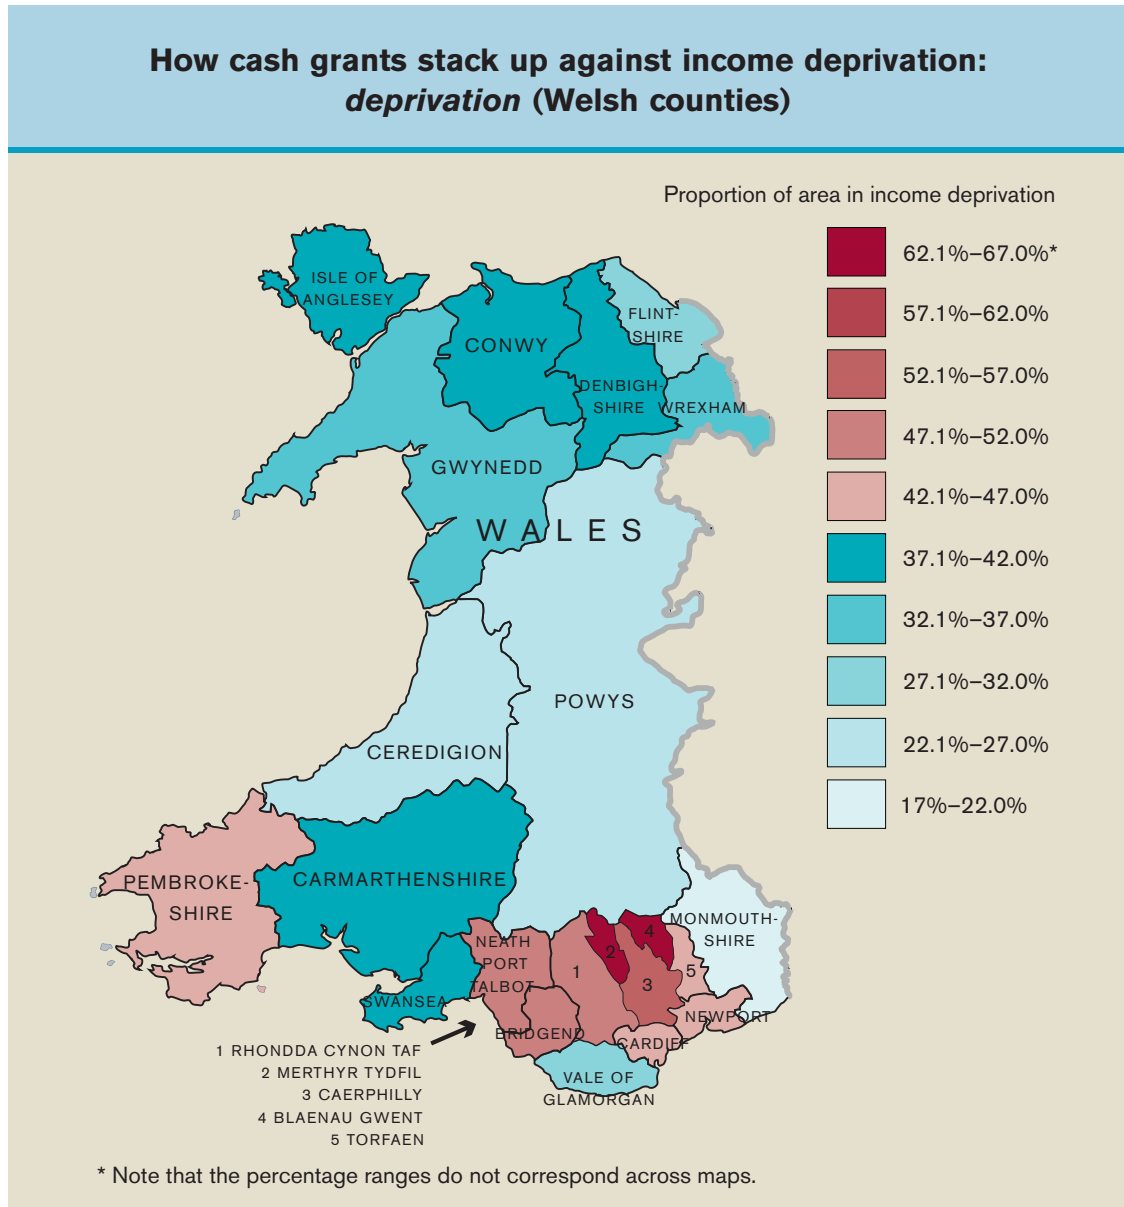 How cash grants stack up against income deprivation:
deprivation (Welsh counties)
Proportion of area in income deprivation
62.1%–67.0%*
57.1%–62.0%
52.1%–57.0%
47.1%–52.0%
42.1%–47.0%
37.1%–42.0%
32.1%–37.0%
27.1%–32.0%
22.1%–27.0%
17%–22.0%
ISLE OF
ANGLESEY
CONWY
FLINT-
SHIRE
DENBIGH-
SHIRE
WREXHAM
GWYNEDD
WALES
POWYS
CEREDIGION
PEMBROKE-
SHIRE
CARMARTHENSHIRE
MONMOUTH-
SHIRE
NEATH
PORT
TALBOT
1
2
3
4
5
SWANSEA
BRIDGEND
NEWPORT
CARDIFF
VALE OF
GLAMORGAN
1 RHONDDA CYNON TAF
2 MERTHYR TYDFIL
3 CAERPHILLY
4 BLAENAU GWENT
5 TORFAEN
* Note that the percentage ranges do not correspond across maps.